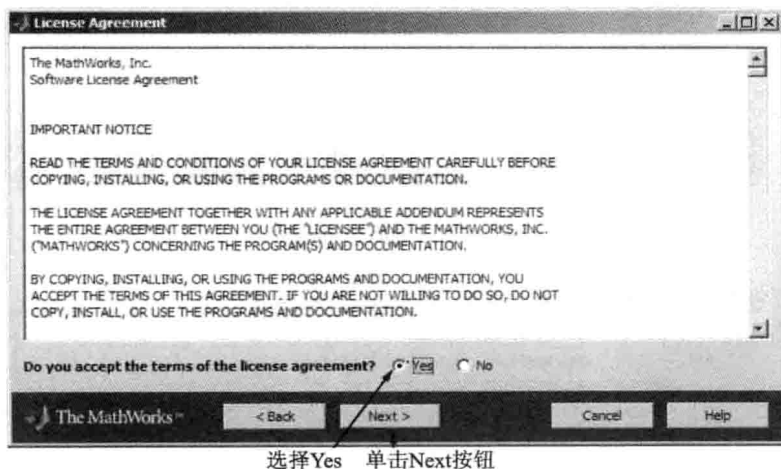 License Agreement
The MathWorks, Inc.
Software License Agreement
IMPORTANT NOTICE
READ THE TERMS AND CONDITIONS OF YOUR LICENSE AGREEMENT CAREFULLY BEFORE
COPYING, INSTALLING, OR USING THE PROGRAMS OR DOCUMENTATION.
THE LICENSE AGREEMENT TOGETHER WITH ANY APPLICABLE ADDENDUM REPRESENTS
THE ENTIRE AGREEMENT BETWEEN YOU (THE "LICENSEE") AND THE MATHWORKS, INC.
("MATHWORKS") CONCERNING THE PROGRAM(S) AND DOCUMENTATION.
BY COPYING, INSTALLING, OR USING THE PROGRAMS AND DOCUMENTATION, YOU
ACCEPT THE TERMS OF THIS AGREEMENT. IF YOU ARE NOT WILLING TO DO SO, DO NOT
COPY, INSTALL, OR USE THE PROGRAMS AND DOCUMENTATION.
Do you accept the terms of the license agreement? Yes No
The MathWorks™ < Back Next > Cancel Help
选择Yes 单击Next按钮